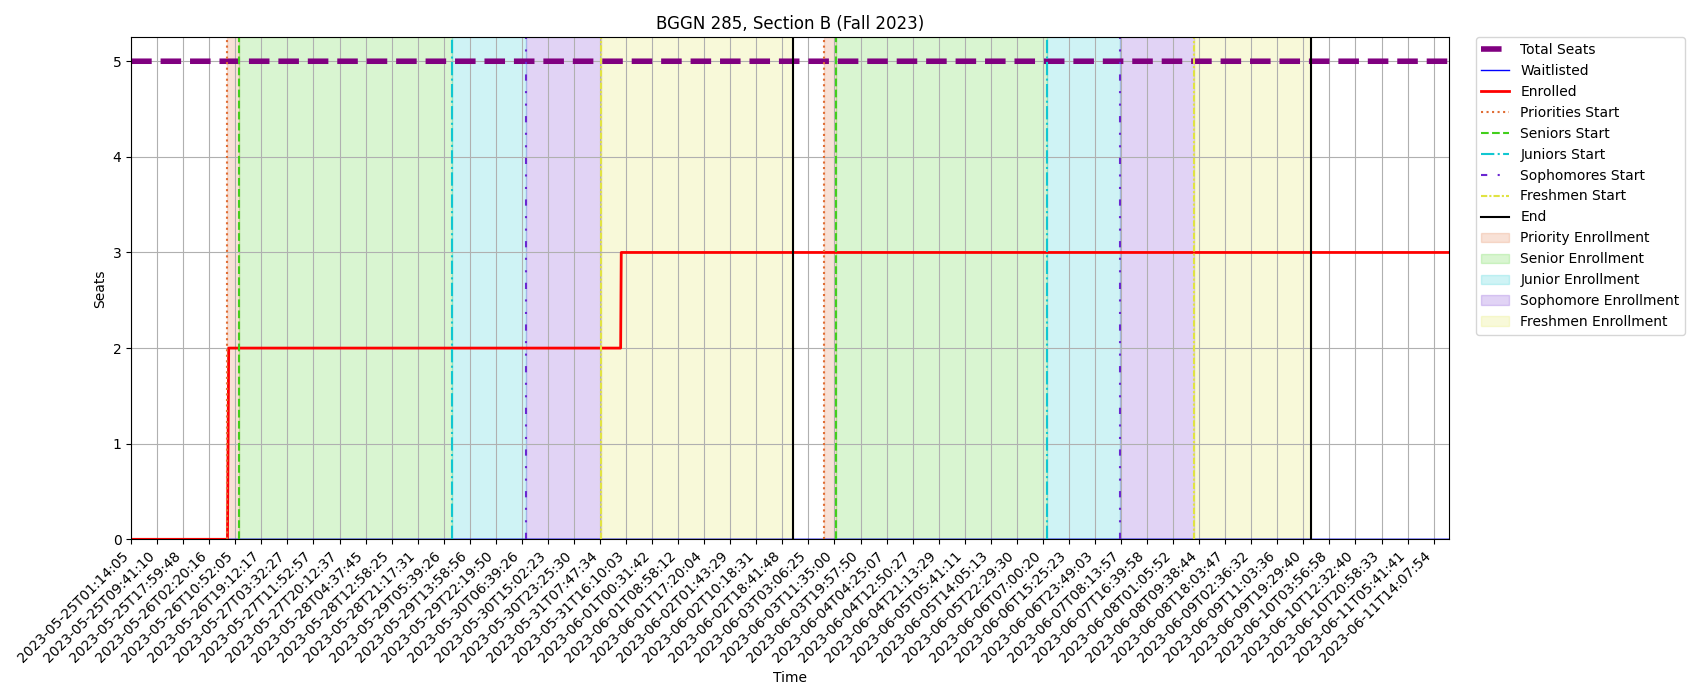 BGGN 285, Section B (Fall 2023)
Seats
5
4
3
2
1
0
2023-05-25T01:14:05
2023-05-25T09:41:10
2023-05-25T17:59:48
2023-05-26T02:20:16
2023-05-26T10:52:05
2023-05-26T19:12:17
2023-05-27T03:32:27
2023-05-27T11:52:57
2023-05-27T20:12:37
2023-05-28T04:37:45
2023-05-28T12:58:25
2023-05-28T21:17:31
2023-05-29T05:39:26
2023-05-29T13:58:56
2023-05-29T22:19:50
2023-05-30T06:39:26
2023-05-30T15:02:23
2023-05-30T23:25:30
2023-05-31T07:47:34
2023-05-31T16:10:03
2023-06-01T00:31:42
2023-06-01T08:58:12
2023-06-01T17:20:04
2023-06-02T01:43:29
2023-06-02T10:18:31
2023-06-02T18:41:48
2023-06-03T03:06:25
2023-06-03T11:35:00
2023-06-03T19:57:50
2023-06-04T04:25:07
2023-06-04T12:50:27
2023-06-04T21:13:29
2023-06-05T05:41:11
2023-06-05T14:05:13
2023-06-05T22:29:30
2023-06-06T07:00:20
2023-06-06T15:25:23
2023-06-06T23:49:03
2023-06-07T08:13:57
2023-06-07T16:39:58
2023-06-08T01:05:52
2023-06-08T09:38:44
2023-06-08T18:03:47
2023-06-09T02:36:32
2023-06-09T11:03:36
2023-06-09T19:29:40
2023-06-10T03:56:58
2023-06-10T12:32:40
2023-06-10T20:58:33
2023-06-11T05:41:41
2023-06-11T14:07:54
Time
Total Seats
Waitlisted
Enrolled
Priorities Start
Seniors Start
Juniors Start
Sophomores Start
Freshmen Start
End
Priority Enrollment
Senior Enrollment
Junior Enrollment
Sophomore Enrollment
Freshmen Enrollment